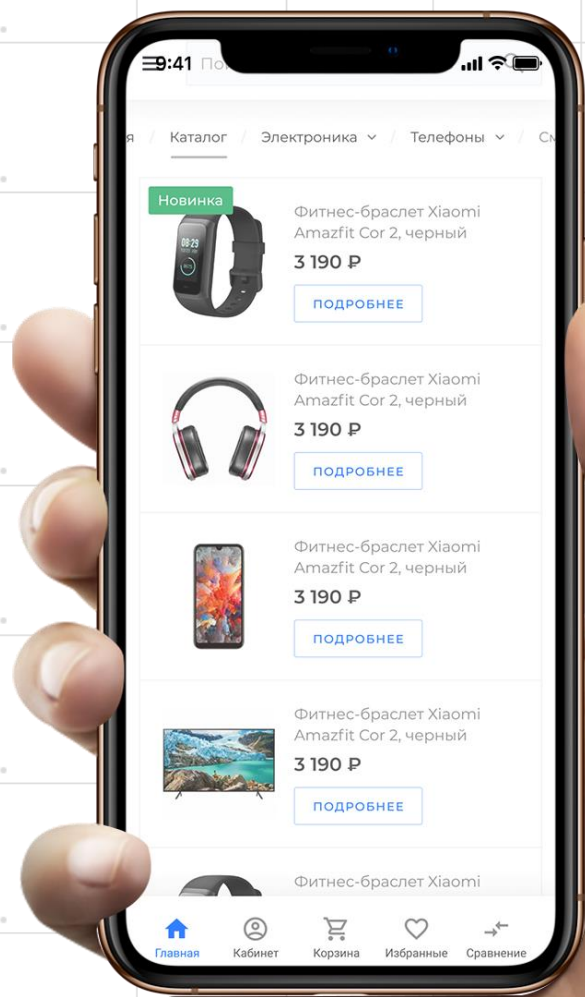 9:41
я / Каталог / Электроника / Телефоны /
Новинка
08:29
Фитнес-браслет Xiaomi
Amazfit Cor 2, черный
3 190 ₽
ПОДРОБНЕЕ
Фитнес-браслет Xiaomi
Amazfit Cor 2, черный
3 190 ₽
ПОДРОБНЕЕ
Фитнес-браслет Xiaomi
Amazfit Cor 2, черный
3 190 ₽
ПОДРОБНЕЕ
Фитнес-браслет Xiaomi
Amazfit Cor 2, черный
3 190 ₽
ПОДРОБНЕЕ
Фитнес-браслет Xiaomi
Главная Кабинет Корзина Избранные Сравнение